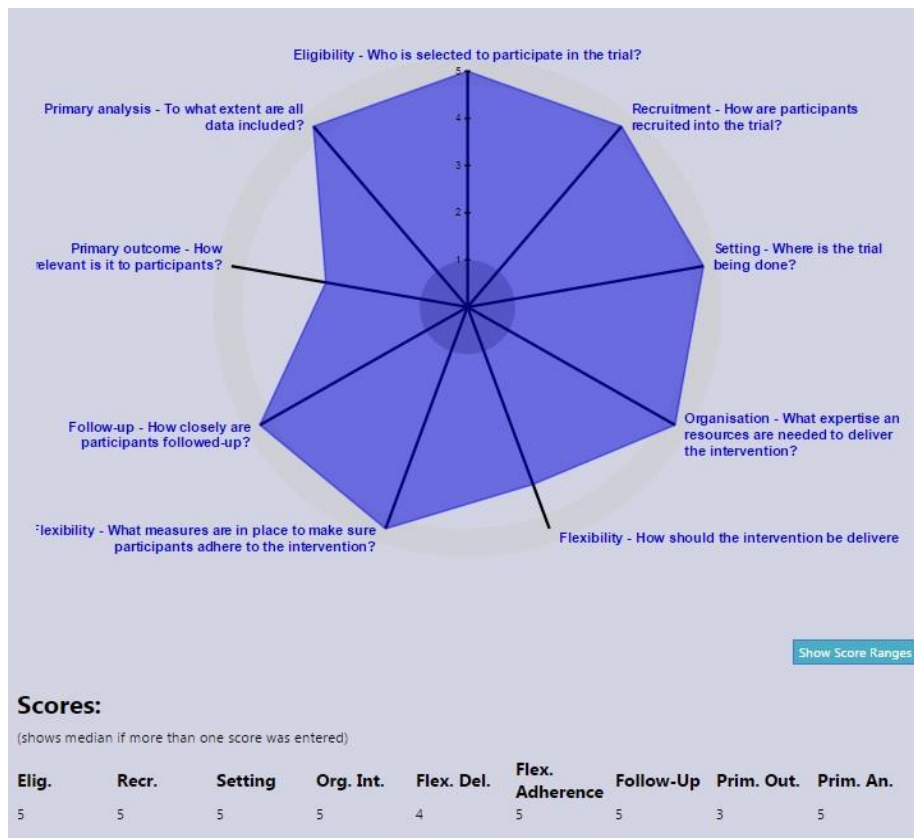 Eligibility - Who is selected to participate in the trial?
5
Primary analysis - To what extent are all
data included?
Recruitment - How are participants
recruited into the trial?
4
3
2
1
Primary outcome - How
relevant is it to participants?
Setting - Where is the trial
being done?
Follow-up - How closely are
participants followed-up?
Organisation - What expertise an
resources are needed to deliver
the intervention?
Flexibility - What measures are in place to make sure
participants adhere to the intervention?
Flexibility - How should the intervention be delivere
Show Score Ranges
Scores:
(shows median if more than one score was entered)
Elig. Recr. Setting Org. Int. Flex. Del. Flex. Adherence Follow-Up Prim. Out. Prim. An.
5 5 5 5 4 5 5 3 5